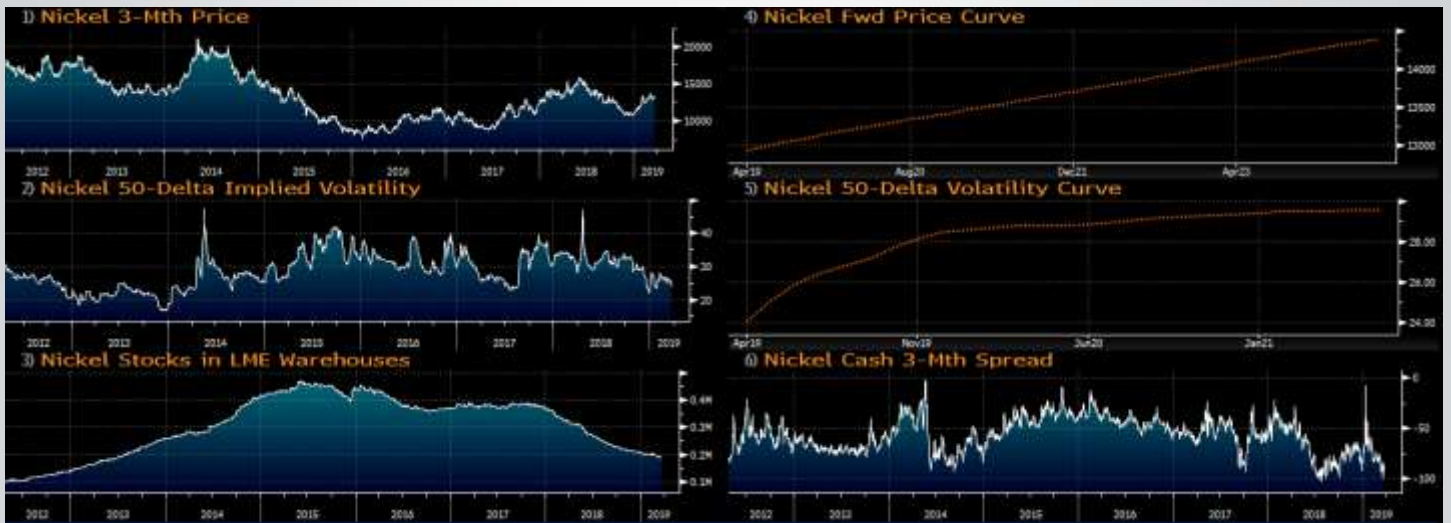 1) Nickel 3-Mth Price
20000
15000
10000
2012 2013 2014 2015 2016 2017 2018 2019
2) Nickel 50-Delta Implied Volatility
40
30
20
2012 2013 2014 2015 2016 2017 2018 2019
3) Nickel Stocks in LME Warehouses
0.4M
0.3M
0.2M
0.1M
2012 2013 2014 2015 2016 2017 2018 2019
4) Nickel Fwd Price Curve
14000
13500
13000
Apr19 Aug20 Dec21 Apr23
5) Nickel 50-Delta Volatility Curve
28.00
26.00
24.00
Apr19 Nov19 Jun20 Jan21
6) Nickel Cash 3-Mth Spread
0
-50
-100
2012 2013 2014 2015 2016 2017 2018 2019